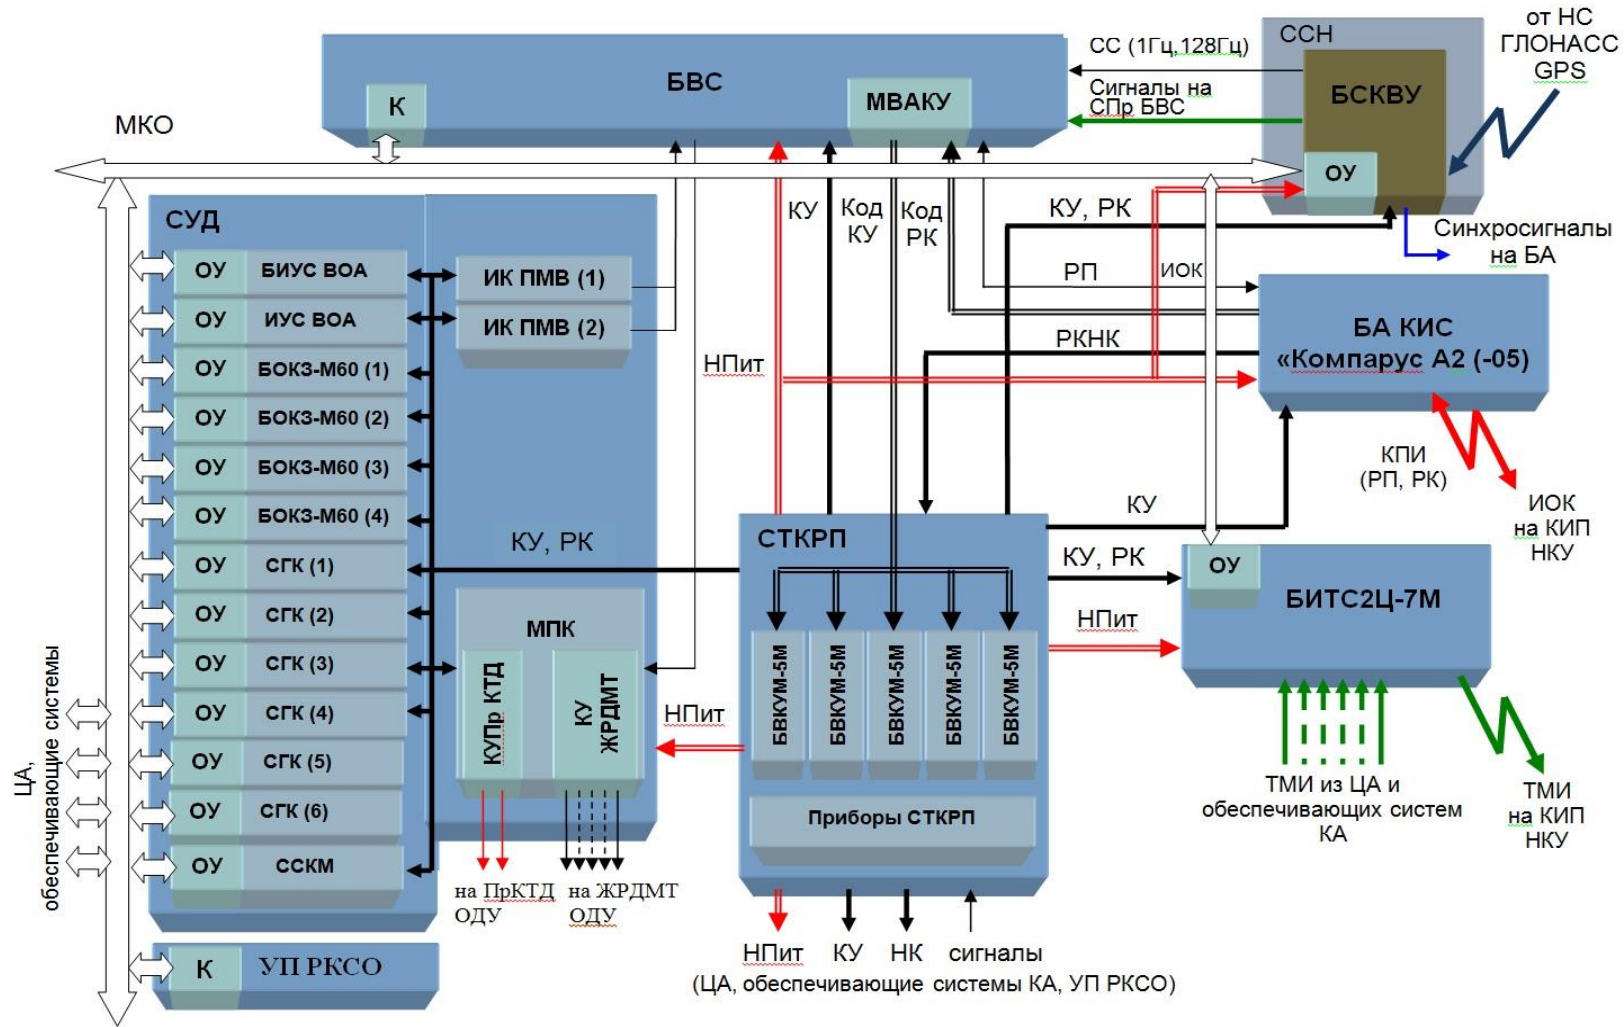 от НС
ГЛОНАСС
GPS
ССН
БСКВУ
ОУ
СС (1Гц,128Гц)
Сигналы на
СПр БВС
БВС
К
МВАКУ
МКО
СУД
ОУ БИУС ВОА
ОУ ИУС ВОА
ОУ БОКЗ-М60 (1)
ОУ БОКЗ-М60 (2)
ОУ БОКЗ-М60 (3)
ОУ БОКЗ-М60 (4)
ОУ СГК (1)
ОУ СГК (2)
ОУ СГК (3)
ОУ СГК (4)
ОУ СГК (5)
ОУ СГК (6)
ОУ ССКМ
ИК ПМВ (1)
ИК ПМВ (2)
КУ
Код
КУ
Код
РК
КУ, РК
Синхросигналы
на БА
РП
ИОК
РКНК
НПит
БА КИС
«Компарус А2 (-05)
КПИ
(РП, РК)
ИОК
на КИП
НКУ
КУ
КУ, РК
КУ, РК
НПит
СТКРП
БВКУМ-5М
БВКУМ-5М
БВКУМ-5М
БВКУМ-5М
БВКУМ-5М
Приборы СТКРП
ОУ
БИТС2Ц-7М
ТМИ из ЦА и
обеспечивающих систем
КА
ТМИ
на КИП
НКУ
МПК
КУПр КТД
КУ
ЖРДМТ
НПит
на ПрКТД
ОДУ
на ЖРДМТ
ОДУ
ЦА,
обеспечивающие системы
К
УП РКСО
НПит КУ НК сигналы
(ЦА, обеспечивающие системы КА, УП РКСО)